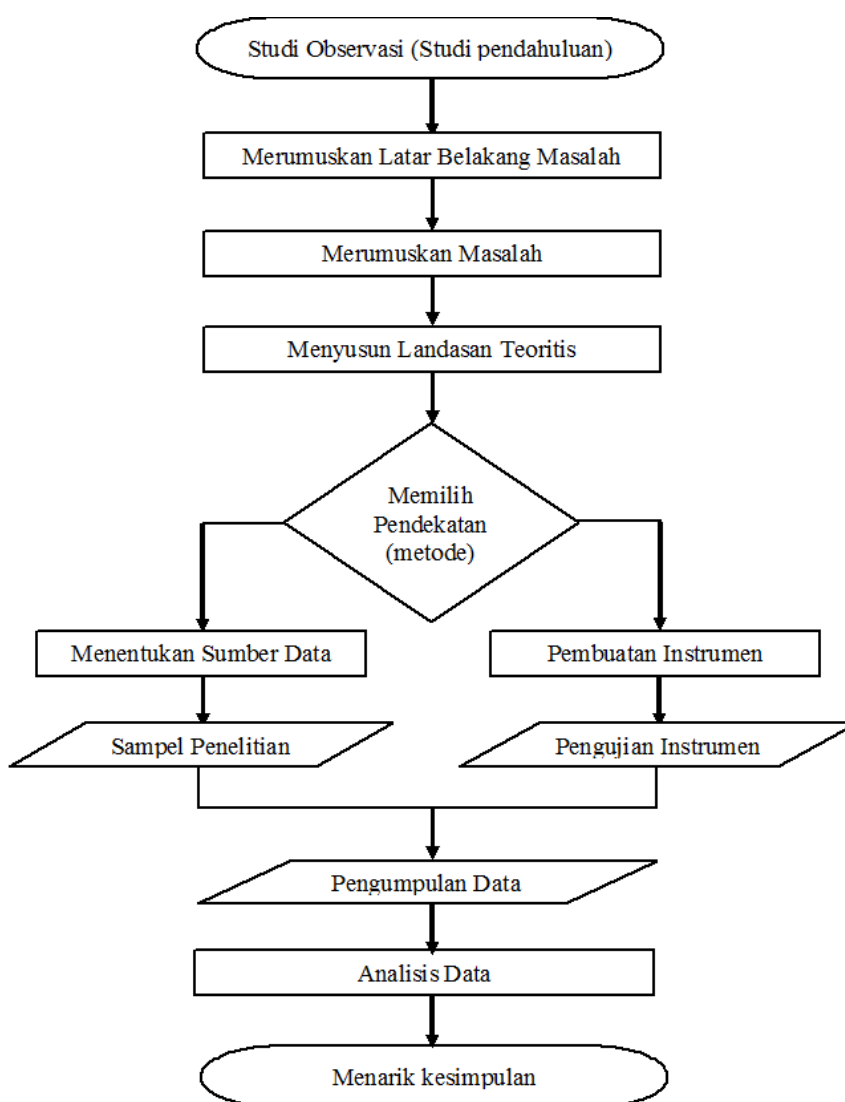 Studi Observasi (Studi pendahuluan)
Merumuskan Latar Belakang Masalah
Merumuskan Masalah
Menyusun Landasan Teoritis
Memilih
Pendekatan
(metode)
Menentukan Sumber Data
Pembuatan Instrumen
Sampel Penelitian
Pengujian Instrumen
Pengumpulan Data
Analisis Data
Menarik kesimpulan